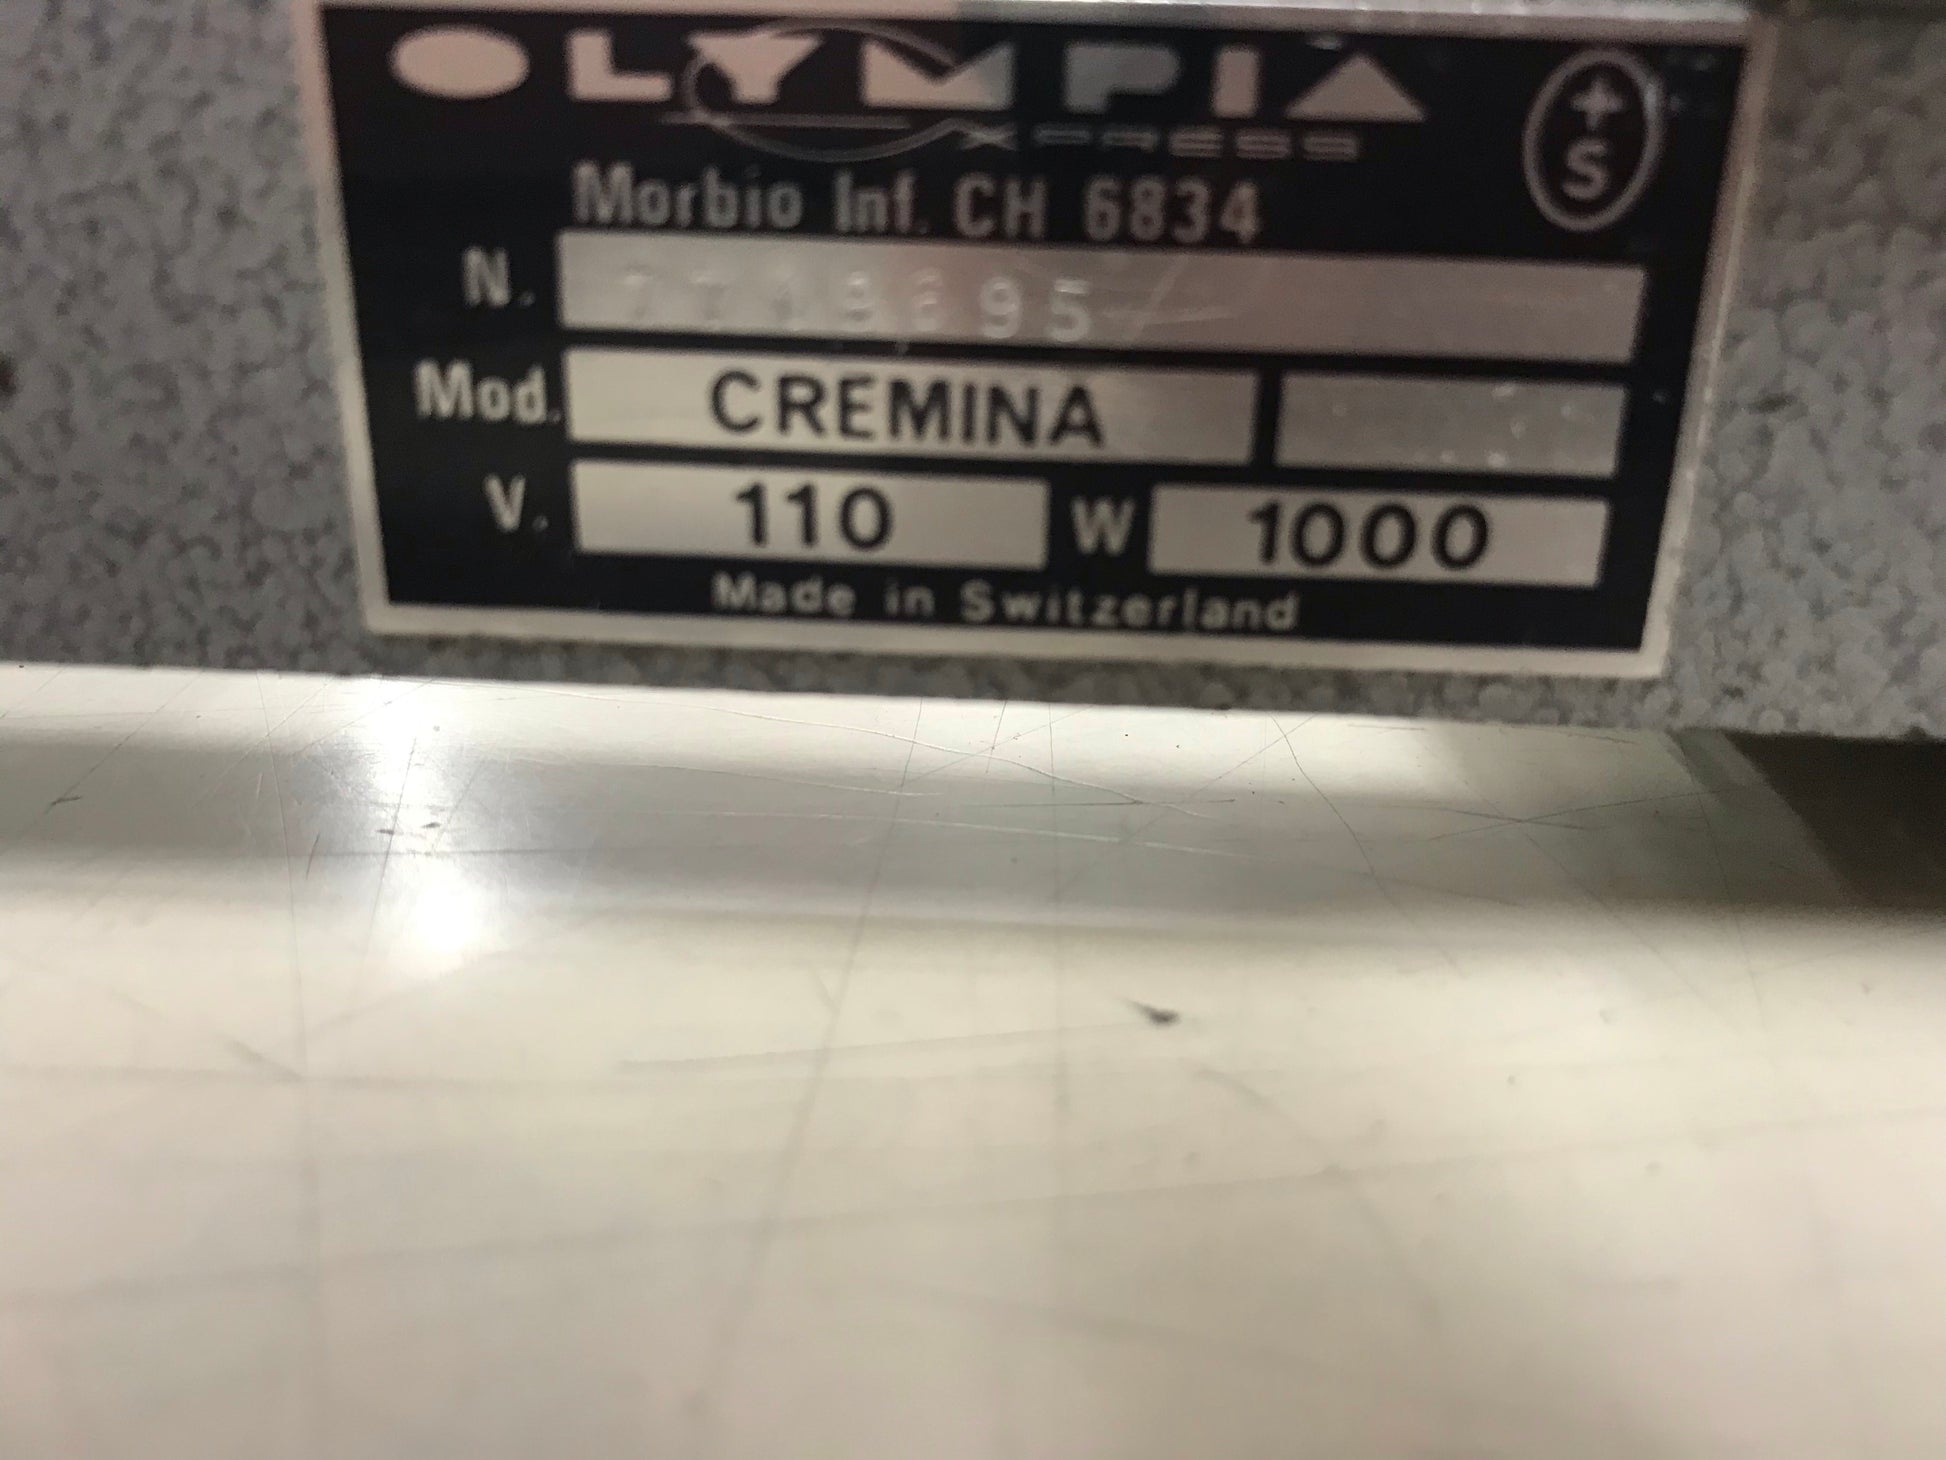 OLYMPIA
XPRESS
+
S
Morbio Inf. CH 6834
N.
Mod. CREMINA
V. 110 W 1000
Made in Switzerland